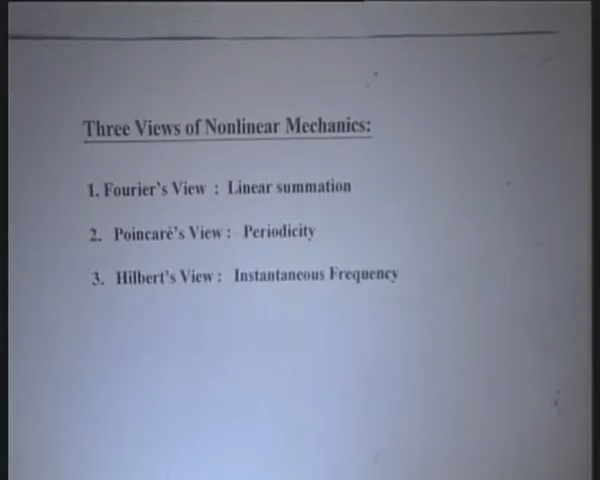 Three Views of Nonlinear Mechanics:
1. Fourier's View : Linear summation
2. Poincaré's View : Periodicity
3. Hilbert's View : Instantaneous Frequency